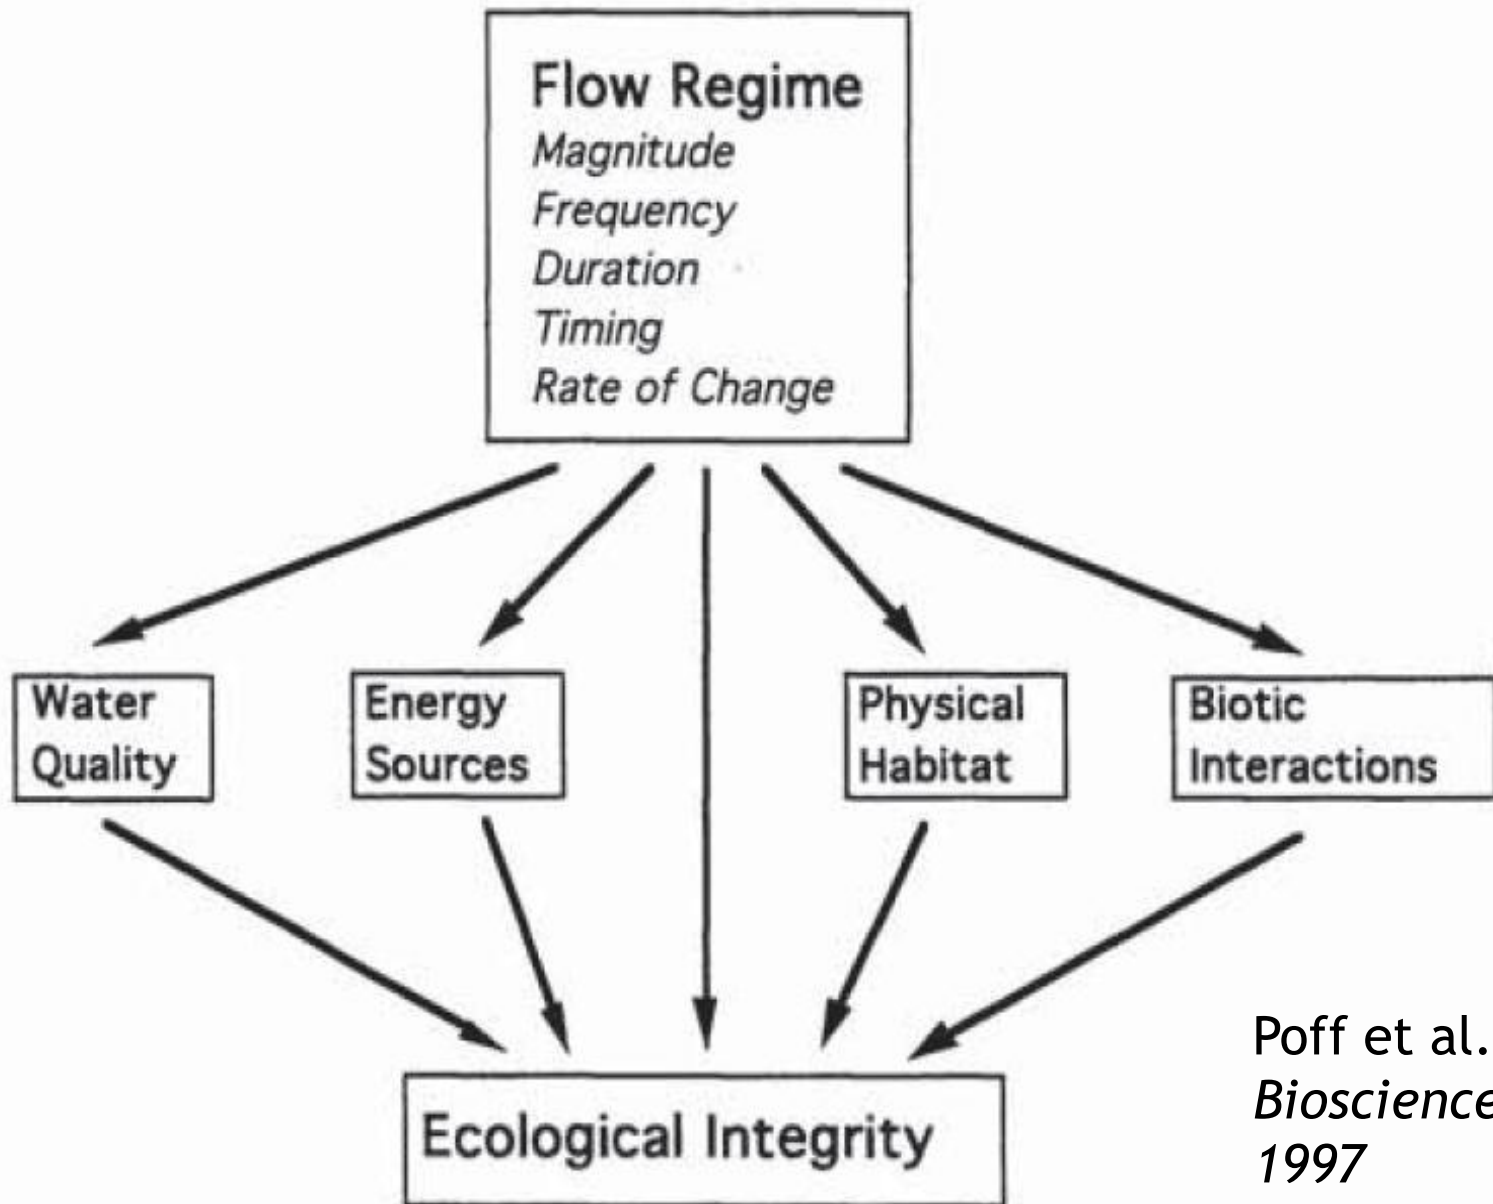 Flow Regime
Magnitude
Frequency
Duration
Timing
Rate of Change
Water
Quality
Energy
Sources
Physical
Habitat
Biotic
Interactions
Ecological Integrity
Poff et al.
Bioscience
1997